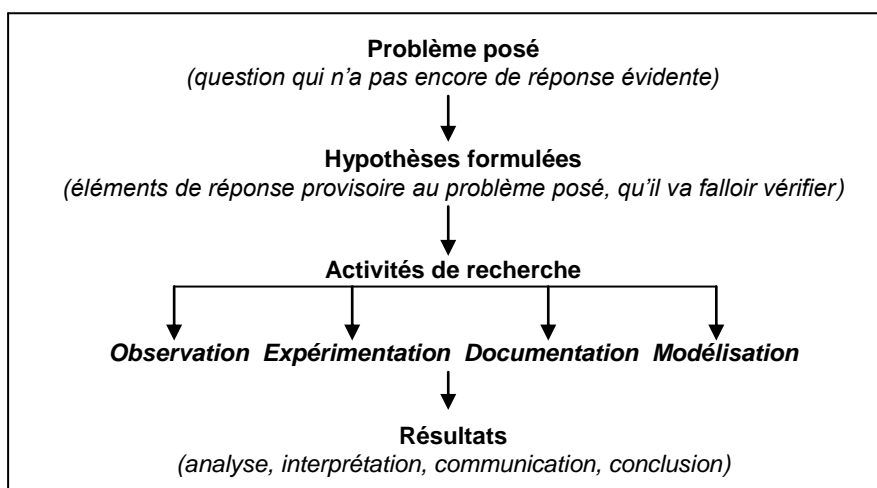 Problème posé
(question qui n'a pas encore de réponse évidente)
Hypothèses formulées
(éléments de réponse provisoire au problème posé, qu'il va falloir vérifier)
Activités de recherche
Observation Expérimentation Documentation Modélisation
Résultats
(analyse, interprétation, communication, conclusion)